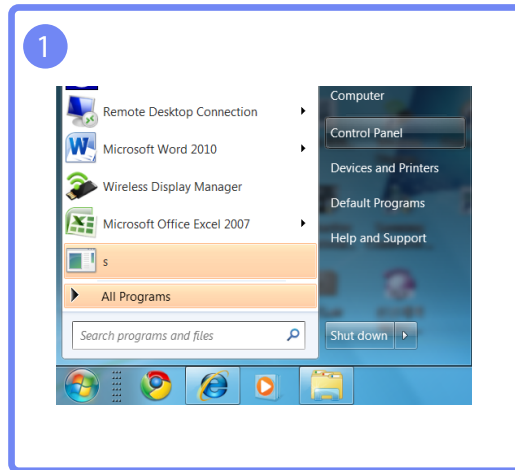 1
Remote Desktop Connection
Microsoft Word 2010
Wireless Display Manager
Microsoft Office Excel 2007
s
All Programs
Search programs and files
Computer
Control Panel
Devices and Printers
Default Programs
Help and Support
Shut down